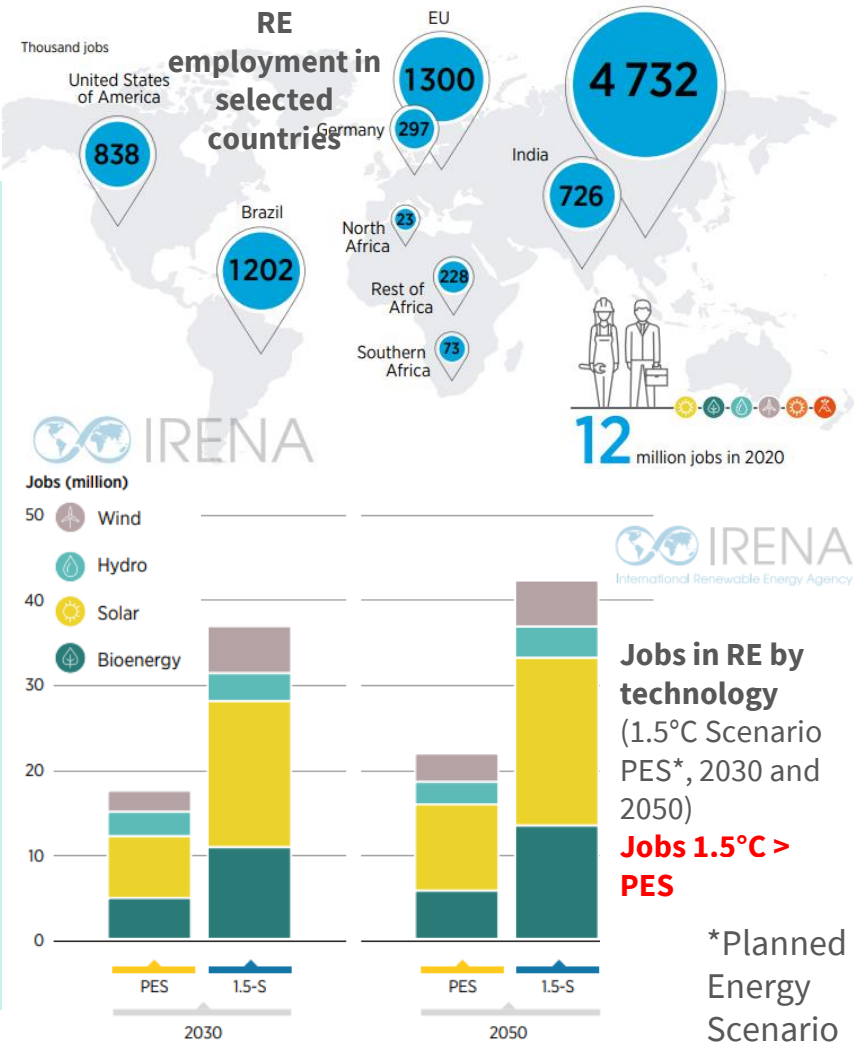 RE
employment in
selected
countries
Thousand jobs
United States
of America
838
EU
1300
Germany
297
4 732
India
726
Brazil
1202
North
Africa
23
Rest of
Africa
228
Southern
Africa
73
12 million jobs in 2020
IRENA
Jobs (million)
50
40
30
20
10
0
Wind
Hydro
Solar
Bioenergy
PES
1.5-S
2030
PES
1.5-S
2050
IRENA
International Renewable Energy Agency
Jobs in RE by
technology
(1.5°C Scenario
PES*, 2030 and
2050)
Jobs 1.5°C >
PES
*Planned
Energy
Scenario